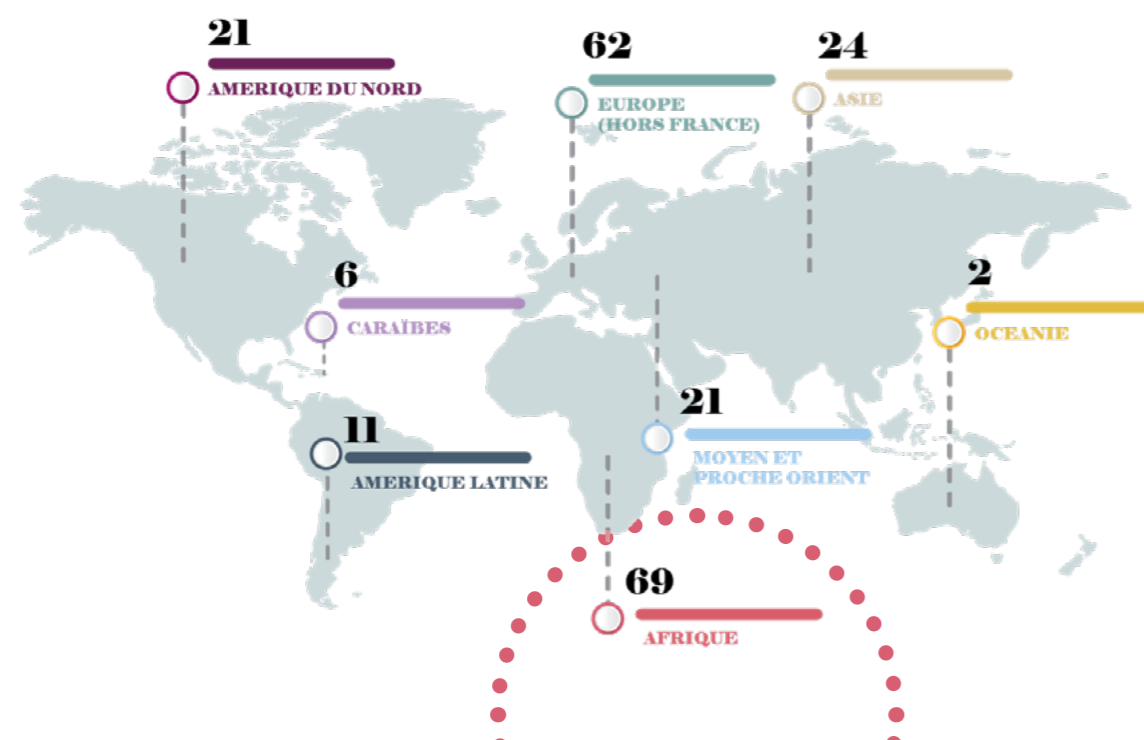 21
AMERIQUE DU NORD
62
EUROPE
(HORS FRANCE)
24
ASIE
6
CARAÏBES
2
OCEANIE
11
AMERIQUE LATINE
21
MOYEN ET
PROCHE ORIENT
69
AFRIQUE